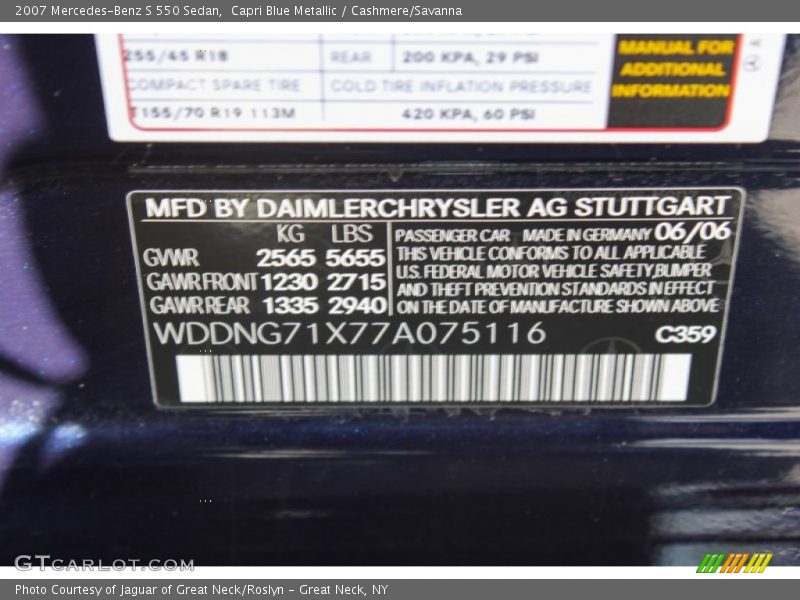 2007 Mercedes-Benz S 550 Sedan,  Capri Blue Metallic / Cashmere/Savanna
255/45 R18 REAR 200 KPA, 29 PSI
COMPACT SPARE TIRE COLD TIRE INFLATION PRESSURE
T155/70 R19 113M 420 KPA, 60 PSI
MANUAL FOR
ADDITIONAL
INFORMATION
MFD BY DAIMLERCHRYSLER AG STUTTGART
KG LBS
GVWR 2565 5655
GAWR FRONT 1230 2715
GAWR REAR 1335 2940
PASSENGER CAR MADE IN GERMANY 06/06
THIS VEHICLE CONFORMS TO ALL APPLICABLE
U.S. FEDERAL MOTOR VEHICLE SAFETY BUMPER
AND THEFT PREVENTION STANDARDS IN EFFECT
ON THE DATE OF MANUFACTURE SHOWN ABOVE
WDDNG71X77A075116 C359
GTCARLOT.COM
Photo Courtesy of Jaguar of Great Neck/Roslyn – Great Neck, NY